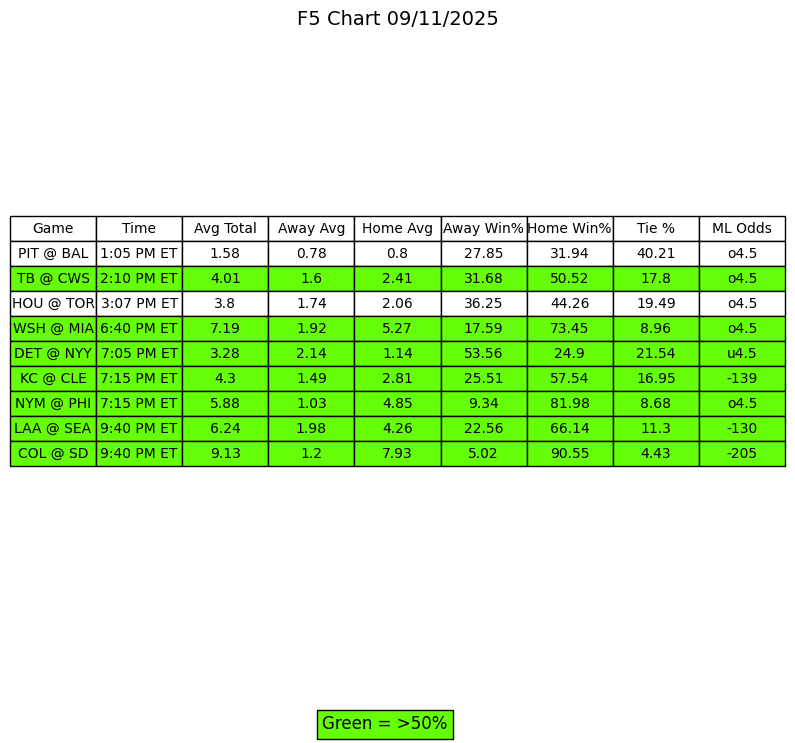 F5 Chart 09/11/2025
Game Time Avg Total Away Avg Home Avg Away Win% Home Win% Tie % ML Odds
PIT @ BAL 1:05 PM ET 1.58 0.78 0.8 27.85 31.94 40.21 o4.5
TB @ CWS 2:10 PM ET 4.01 1.6 2.41 31.68 50.52 17.8 o4.5
HOU @ TOR 3:07 PM ET 3.8 1.74 2.06 36.25 44.26 19.49 o4.5
WSH @ MIA 6:40 PM ET 7.19 1.92 5.27 17.59 73.45 8.96 o4.5
DET @ NYY 7:05 PM ET 3.28 2.14 1.14 53.56 24.9 21.54 u4.5
KC @ CLE 7:15 PM ET 4.3 1.49 2.81 25.51 57.54 16.95 -139
NYM @ PHI 7:15 PM ET 5.88 1.03 4.85 9.34 81.98 8.68 o4.5
LAA @ SEA 9:40 PM ET 6.24 1.98 4.26 22.56 66.14 11.3 -130
COL @ SD 9:40 PM ET 9.13 1.2 7.93 5.02 90.55 4.43 -205
Green = >50%